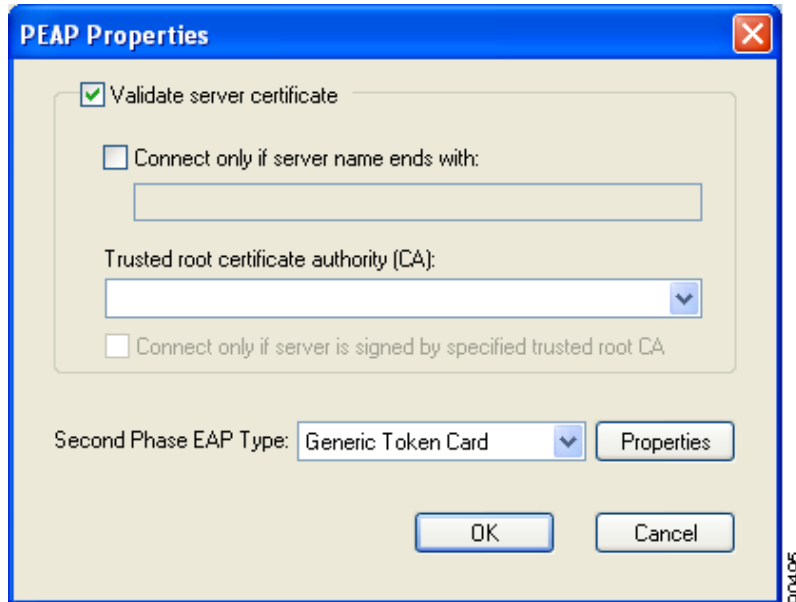 PEAP Properties
Validate server certificate
Connect only if server name ends with:
Trusted root certificate authority (CA):
Connect only if server is signed by specified trusted root CA
Second Phase EAP Type: Generic Token Card Properties
OK Cancel